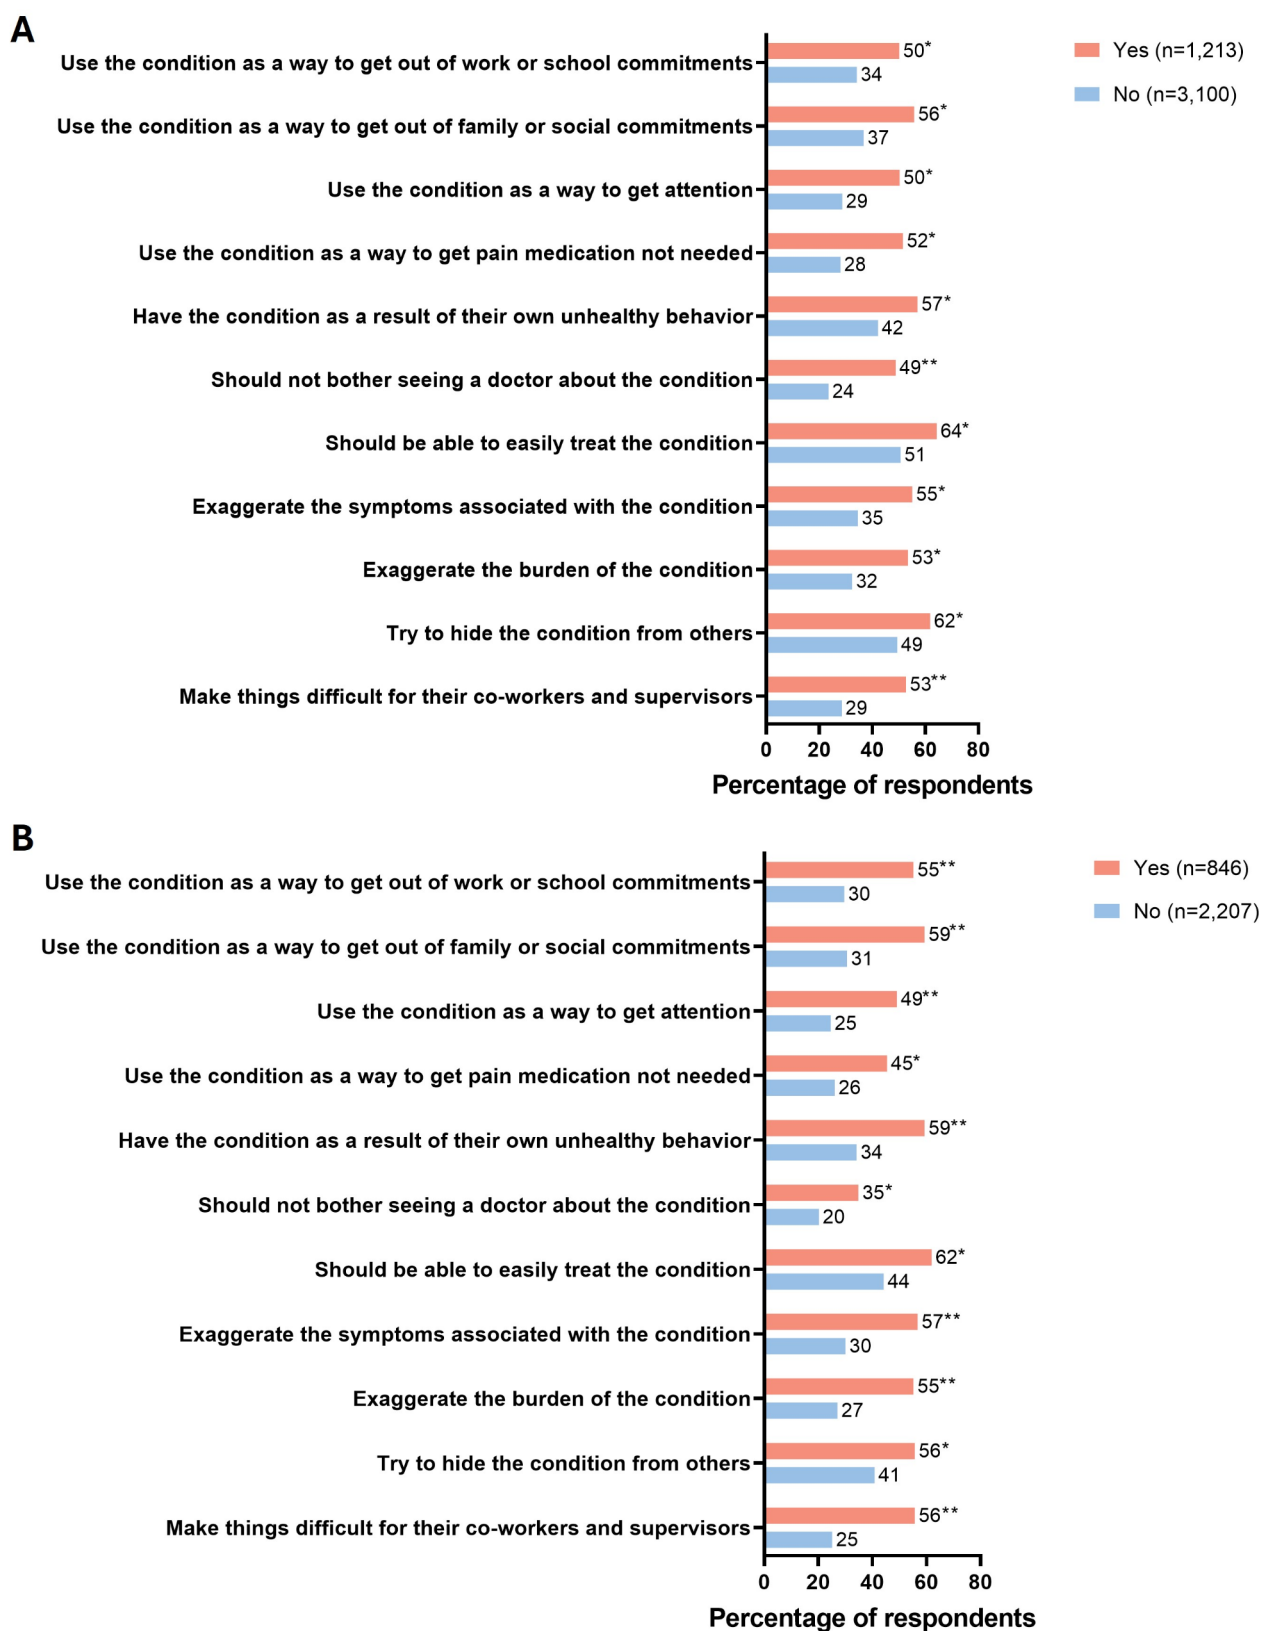 A
Use the condition as a way to get out of work or school commitments
50*
34
Yes (n=1,213)
No (n=3,100)
Use the condition as a way to get out of family or social commitments
56*
37
Use the condition as a way to get attention
50*
29
Use the condition as a way to get pain medication not needed
52*
28
Have the condition as a result of their own unhealthy behavior
57*
42
Should not bother seeing a doctor about the condition
49**
24
Should be able to easily treat the condition
64*
51
Exaggerate the symptoms associated with the condition
55*
35
Exaggerate the burden of the condition
53*
32
Try to hide the condition from others
62*
49
Make things difficult for their co-workers and supervisors
53**
29
0 20 40 60 80
Percentage of respondents
B
Use the condition as a way to get out of work or school commitments
55**
30
Yes (n=846)
No (n=2,207)
Use the condition as a way to get out of family or social commitments
59**
31
Use the condition as a way to get attention
49**
25
Use the condition as a way to get pain medication not needed
45*
26
Have the condition as a result of their own unhealthy behavior
59**
34
Should not bother seeing a doctor about the condition
35*
20
Should be able to easily treat the condition
62*
44
Exaggerate the symptoms associated with the condition
57**
30
Exaggerate the burden of the condition
55**
27
Try to hide the condition from others
56*
41
Make things difficult for their co-workers and supervisors
56**
25
0 20 40 60 80
Percentage of respondents